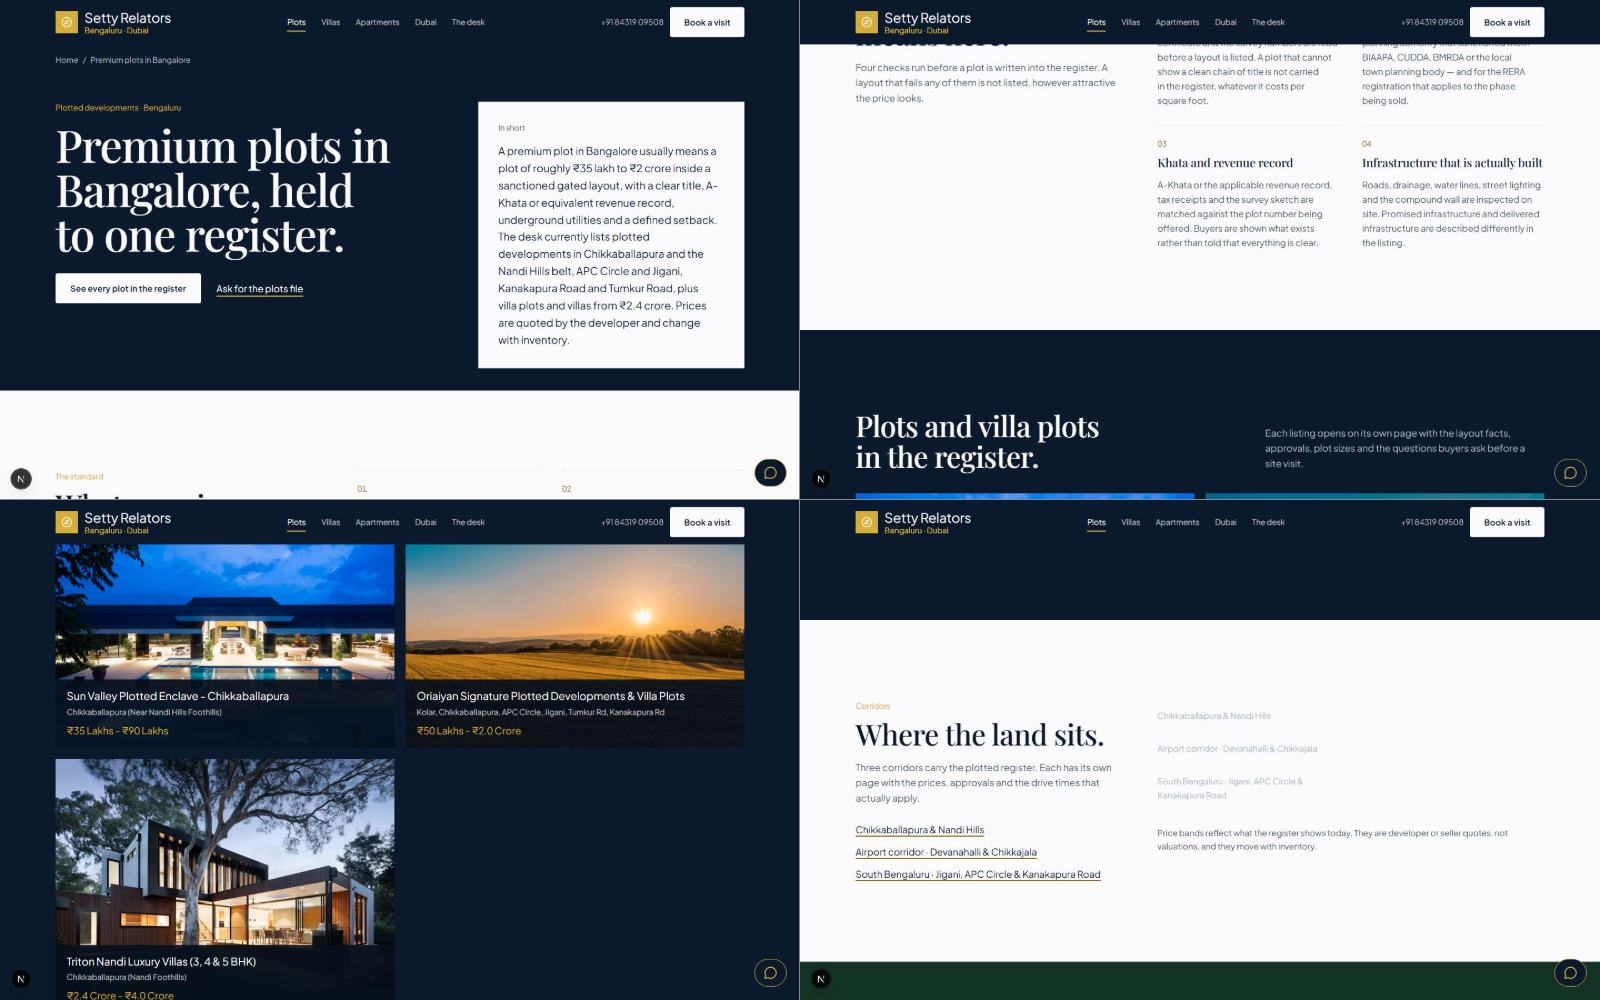 Setty Relators
Bengaluru · Dubai
Plots Villas Apartments Dubai The desk
+91 84319 09508
Book a visit
Home / Premium plots in Bangalore
Plotted developments · Bengaluru
Premium plots in
Bangalore, held
to one register.
See every plot in the register
Ask for the plots file
In short
A premium plot in Bangalore usually means a
plot of roughly ₹35 lakh to ₹2 crore inside a
sanctioned gated layout, with a clear title, A-
Khata or equivalent revenue record,
underground utilities and a defined setback.
The desk currently lists plotted
developments in Chikkaballapura and the
Nandi Hills belt, APC Circle and Jigani,
Kanakapura Road and Tumkur Road, plus
villa plots and villas from ₹2.4 crore. Prices
are quoted by the developer and change
with inventory.
The standard
01
02
N
Setty Relators
Bengaluru · Dubai
Plots Villas Apartments Dubai The desk
+91 84319 09508
Book a visit
Four checks run before a plot is written into the register. A
layout that fails any of them is not listed, however attractive
the price looks.
before a layout is listed. A plot that cannot
show a clean chain of title is not carried
in the register, whatever it costs per
square foot.
BIAAPA, CUDDA, BMRDA or the local
town planning body — and for the RERA
registration that applies to the phase
being sold.
03
Khata and revenue record
A-Khata or the applicable revenue record,
tax receipts and the survey sketch are
matched against the plot number being
offered. Buyers are shown what exists
rather than told that everything is clear.
04
Infrastructure that is actually built
Roads, drainage, water lines, street lighting
and the compound wall are inspected on
site. Promised infrastructure and delivered
infrastructure are described differently in
the listing.
Plots and villa plots
in the register.
Each listing opens on its own page with the layout facts,
approvals, plot sizes and the questions buyers ask before a
site visit.
N
Setty Relators
Bengaluru · Dubai
Plots Villas Apartments Dubai The desk
+91 84319 09508
Book a visit
Sun Valley Plotted Enclave - Chikkaballapura
Chikkaballapura (Near Nandi Hills Foothills)
₹35 Lakhs - ₹90 Lakhs
Oriaiyan Signature Plotted Developments & Villa Plots
Kolar, Chikkaballapura, APC Circle, Jigani, Tumkur Rd, Kanakapura Rd
₹50 Lakhs - ₹2.0 Crore
Triton Nandi Luxury Villas (3, 4 & 5 BHK)
Chikkaballapura (Nandi Foothills)
₹2.4 Crore - ₹4.0 Crore
N
Setty Relators
Bengaluru · Dubai
Plots Villas Apartments Dubai The desk
+91 84319 09508
Book a visit
Corridors
Where the land sits.
Three corridors carry the plotted register. Each has its own
page with the prices, approvals and the drive times that
actually apply.
Chikkaballapura & Nandi Hills
Airport corridor · Devanahalli & Chikkajala
South Bengaluru · Jigani, APC Circle & Kanakapura Road
Chikkaballapura & Nandi Hills
Airport corridor · Devanahalli & Chikkajala
South Bengaluru · Jigani, APC Circle &
Kanakapura Road
Price bands reflect what the register shows today. They are developer or seller quotes, not
valuations, and they move with inventory.
N